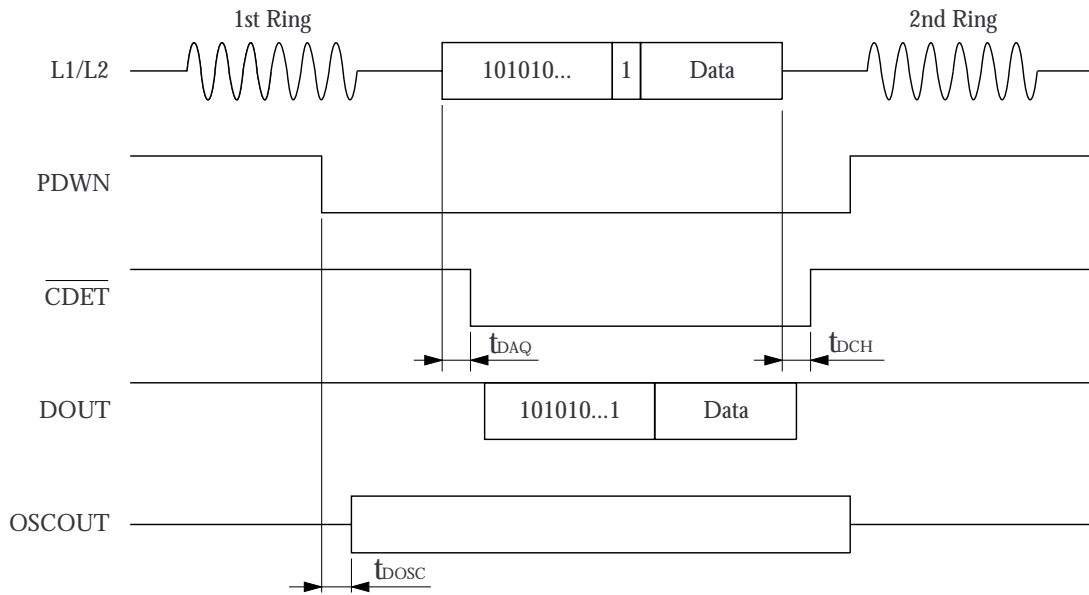 1st Ring
2nd Ring
L1/L2
101010...
1
Data
PDWN
CDET
tDAQ
tDCH
DOUT
101010...1
Data
OSCOUT
tDOSC